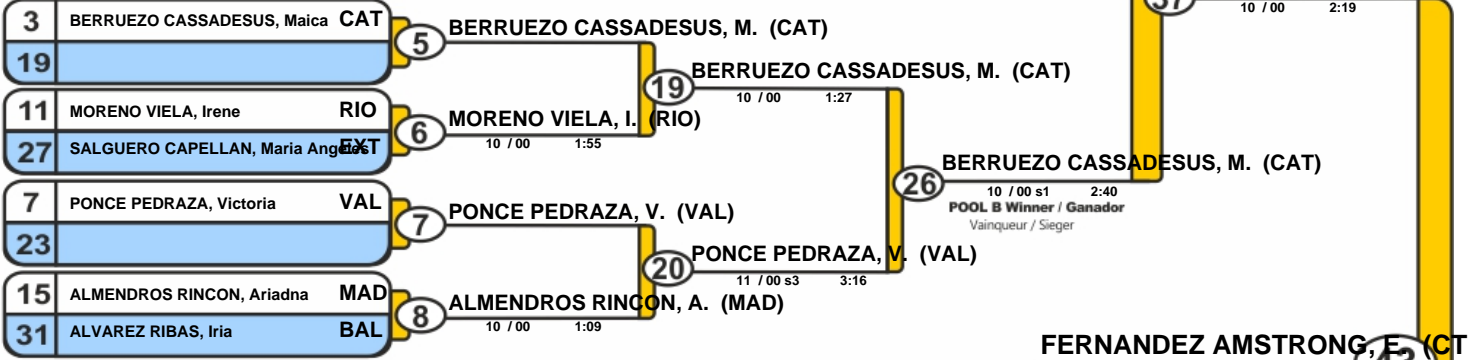 3 BERRUEZO CASSADESUS, Maica CAT
19
5
BERRUEZO CASSADESUS, M. (CAT)
11 MORENO VIELA, Irene RIO
27 SALGUERO CAPELLAN, Maria Angeles EXT
6
MORENO VIELA, I. (RIO)
10 / 00 1:55
19
BERRUEZO CASSADESUS, M. (CAT)
10 / 00 1:27
7 PONCE PEDRAZA, Victoria VAL
23
7
PONCE PEDRAZA, V. (VAL)
15 ALMENDROS RINCON, Ariadna MAD
31 ALVAREZ RIBAS, Iria BAL
8
ALMENDROS RINCON, A. (MAD)
10 / 00 1:09
20
PONCE PEDRAZA, V. (VAL)
11 / 00 s3 3:16
26
BERRUEZO CASSADESUS, M. (CAT)
10 / 00 s1 2:40
POOL B Winner / Ganador
Vainqueur / Sieger
37
10 / 00 2:19
FERNANDEZ AMSTRONG, E. (CT